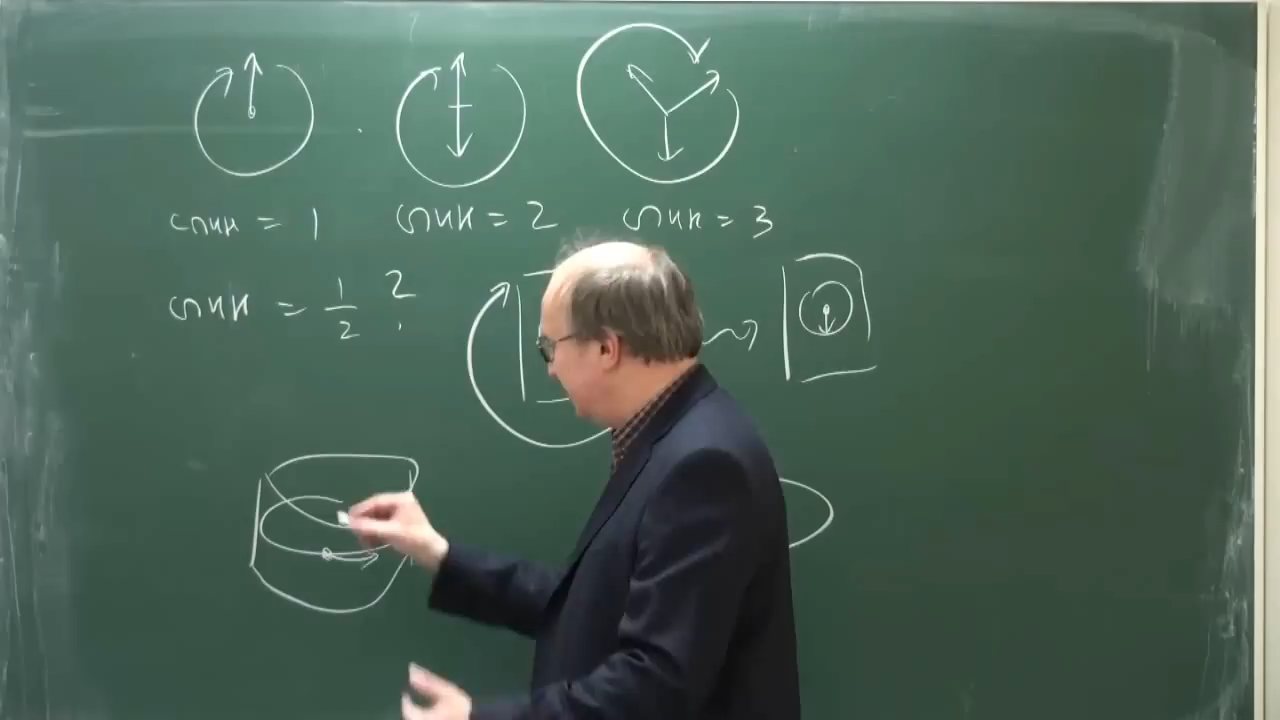 спин = 1 спин = 2 спин = 3
спин = 1/2 ?